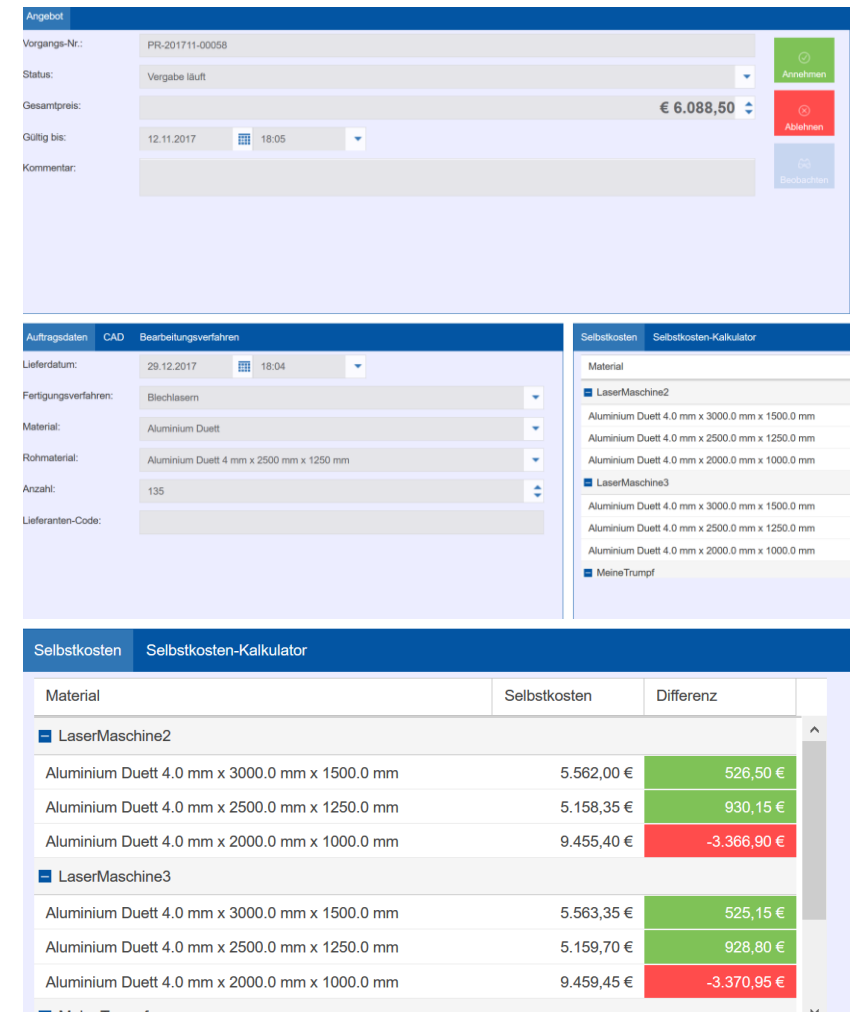 Angebot
Vorgangs-Nr.: PR-201711-00058
Annehmen
Status: Vergabe läuft
Gesamtpreis: € 6.088,50
Ablehnen
Gültig bis: 12.11.2017 18:05
Kommentar:
Beobachten
Auftragsdaten CAD Bearbeitungsverfahren
Lieferdatum: 29.12.2017 18:04
Fertigungsverfahren: Blechlasern
Material: Aluminium Duett
Rohmaterial: Aluminium Duett 4 mm x 2500 mm x 1250 mm
Anzahl: 135
Lieferanten-Code:
Selbstkosten Selbstkosten-Kalkulator
Material
LaserMaschine2
Aluminium Duett 4.0 mm x 3000.0 mm x 1500.0 mm
Aluminium Duett 4.0 mm x 2500.0 mm x 1250.0 mm
Aluminium Duett 4.0 mm x 2000.0 mm x 1000.0 mm
LaserMaschine3
Aluminium Duett 4.0 mm x 3000.0 mm x 1500.0 mm
Aluminium Duett 4.0 mm x 2500.0 mm x 1250.0 mm
Aluminium Duett 4.0 mm x 2000.0 mm x 1000.0 mm
MeineTrumpf
Selbstkosten Selbstkosten-Kalkulator
Material Selbstkosten Differenz
LaserMaschine2
Aluminium Duett 4.0 mm x 3000.0 mm x 1500.0 mm 5.562,00 € 526,50 €
Aluminium Duett 4.0 mm x 2500.0 mm x 1250.0 mm 5.158,35 € 930,15 €
Aluminium Duett 4.0 mm x 2000.0 mm x 1000.0 mm 9.455,40 € -3.366,90 €
LaserMaschine3
Aluminium Duett 4.0 mm x 3000.0 mm x 1500.0 mm 5.563,35 € 525,15 €
Aluminium Duett 4.0 mm x 2500.0 mm x 1250.0 mm 5.159,70 € 928,80 €
Aluminium Duett 4.0 mm x 2000.0 mm x 1000.0 mm 9.459,45 € -3.370,95 €